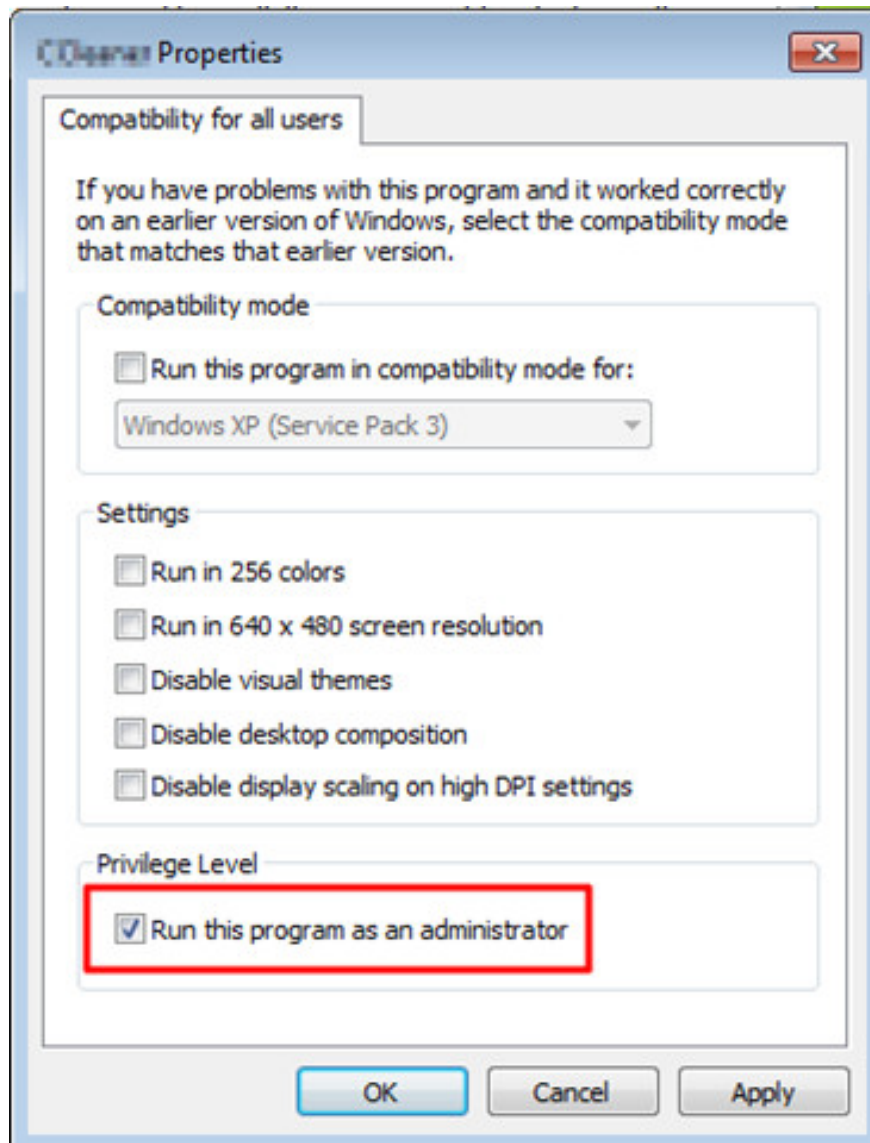 Properties
Compatibility for all users
If you have problems with this program and it worked correctly
on an earlier version of Windows, select the compatibility mode
that matches that earlier version.
Compatibility mode
Run this program in compatibility mode for:
Windows XP (Service Pack 3)
Settings
Run in 256 colors
Run in 640 x 480 screen resolution
Disable visual themes
Disable desktop composition
Disable display scaling on high DPI settings
Privilege Level
Run this program as an administrator
OK Cancel Apply